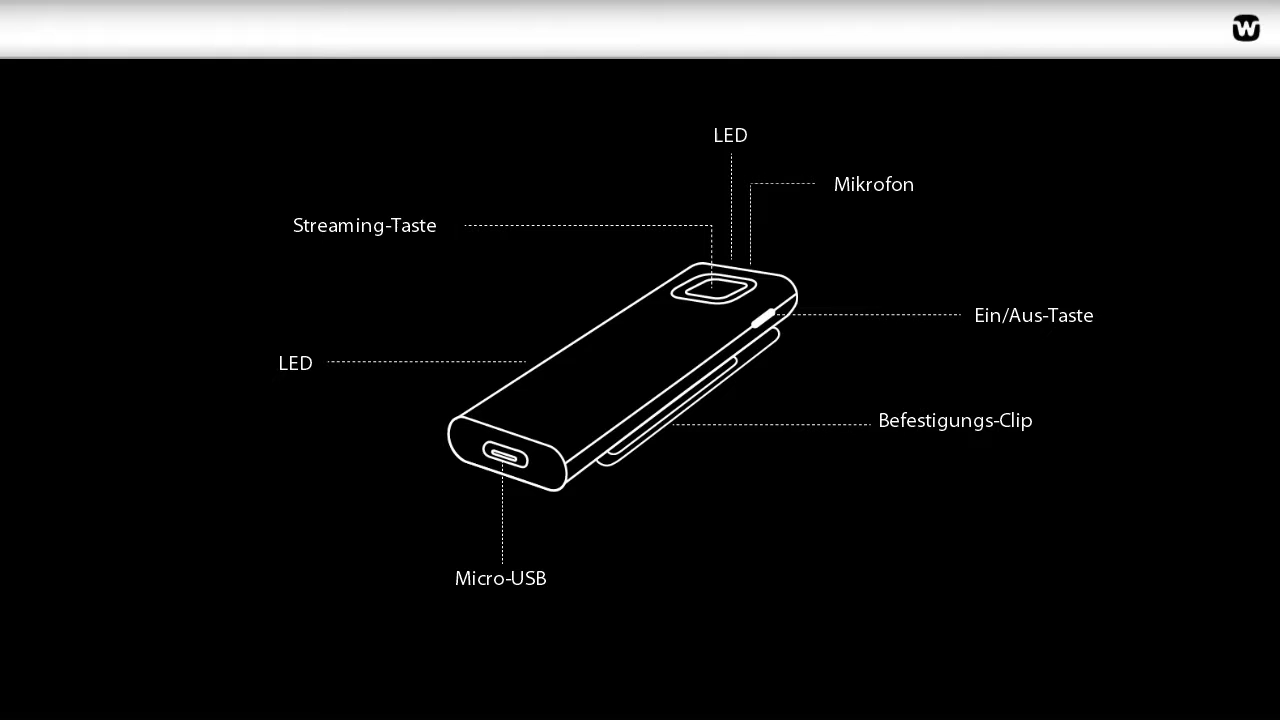 LED
Mikrofon
Streaming-Taste
Ein/Aus-Taste
LED
Befestigungs-Clip
Micro-USB